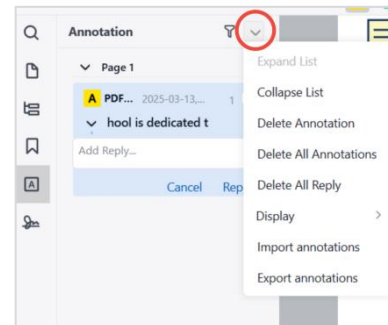 Annotation
Page 1
A PDF... 2025-03-13,... 1
hool is dedicated t
Add Reply...
Cancel Rep
Expand List
Collapse List
Delete Annotation
Delete All Annotations
Delete All Reply
Display
Import annotations
Export annotations